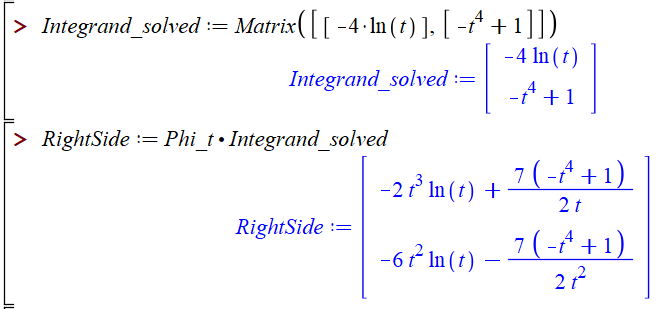 > Integrand_solved := Matrix([[-4·ln(t)], [-t^4 + 1]])
Integrand_solved := [
-4 ln(t)
-t^4 + 1
]
> RightSide := Phi_t • Integrand_solved
RightSide := [
-2 t^3 ln(t) + 7 (-t^4 + 1) / 2 t
-6 t^2 ln(t) - 7 (-t^4 + 1) / 2 t^2
]